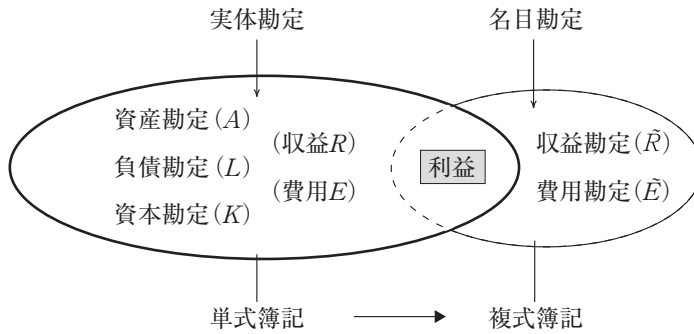 実体勘定
名目勘定
資産勘定(A)
負債勘定(L)
資本勘定(K)
(収益R)
(費用E)
利益
収益勘定(R̃)
費用勘定(Ẽ)
単式簿記
複式簿記